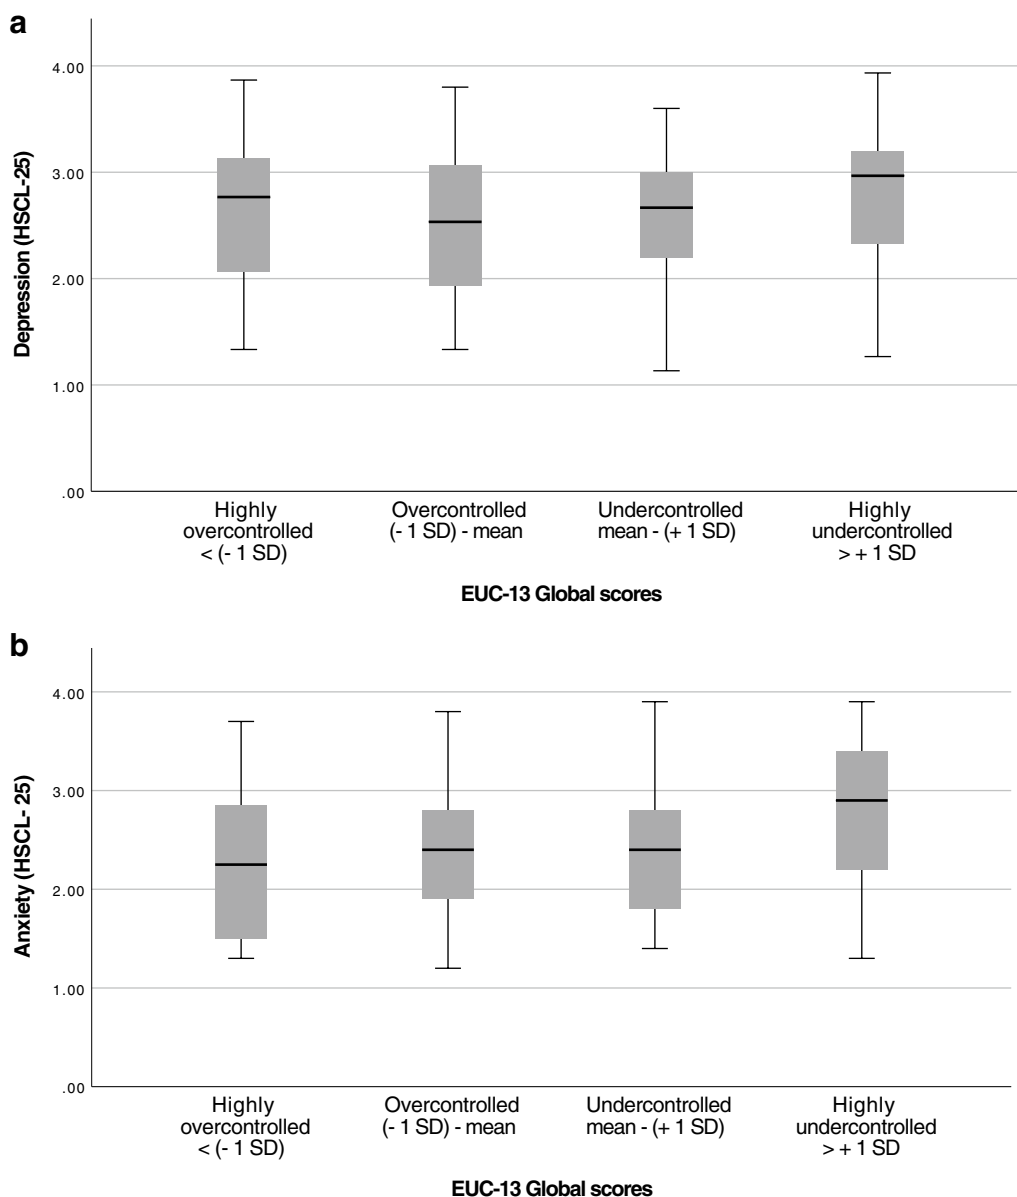 a
Depression (HSCL-25)
4.00
3.00
2.00
1.00
.00
Highly
overcontrolled
< (- 1 SD)
Overcontrolled
(- 1 SD) - mean
Undercontrolled
mean - (+ 1 SD)
Highly
undercontrolled
> + 1 SD
EUC-13 Global scores
b
Anxiety (HSCL- 25)
4.00
3.00
2.00
1.00
.00
Highly
overcontrolled
< (- 1 SD)
Overcontrolled
(- 1 SD) - mean
Undercontrolled
mean - (+ 1 SD)
Highly
undercontrolled
> + 1 SD
EUC-13 Global scores